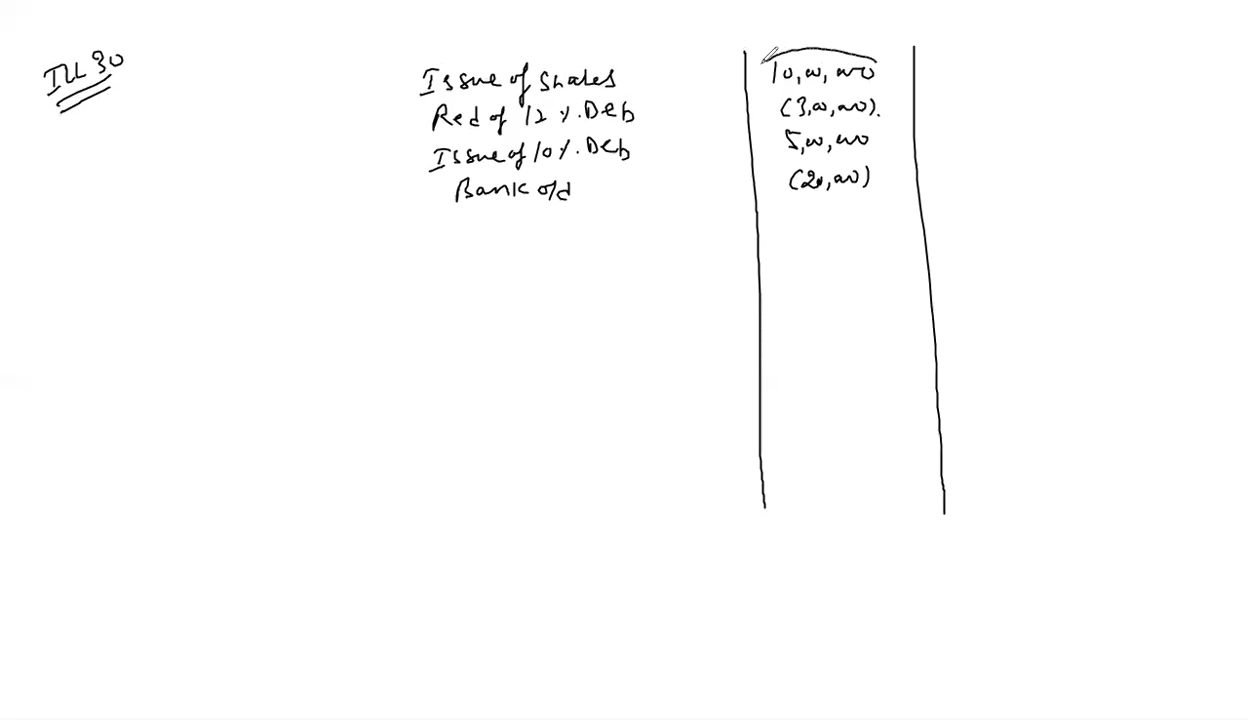 ILL 30
Issue of Shares 10,00,000
Red of 12%. Deb (3,00,000).
Issue of 10%. Deb 5,00,000
Bank o/d (20,000)